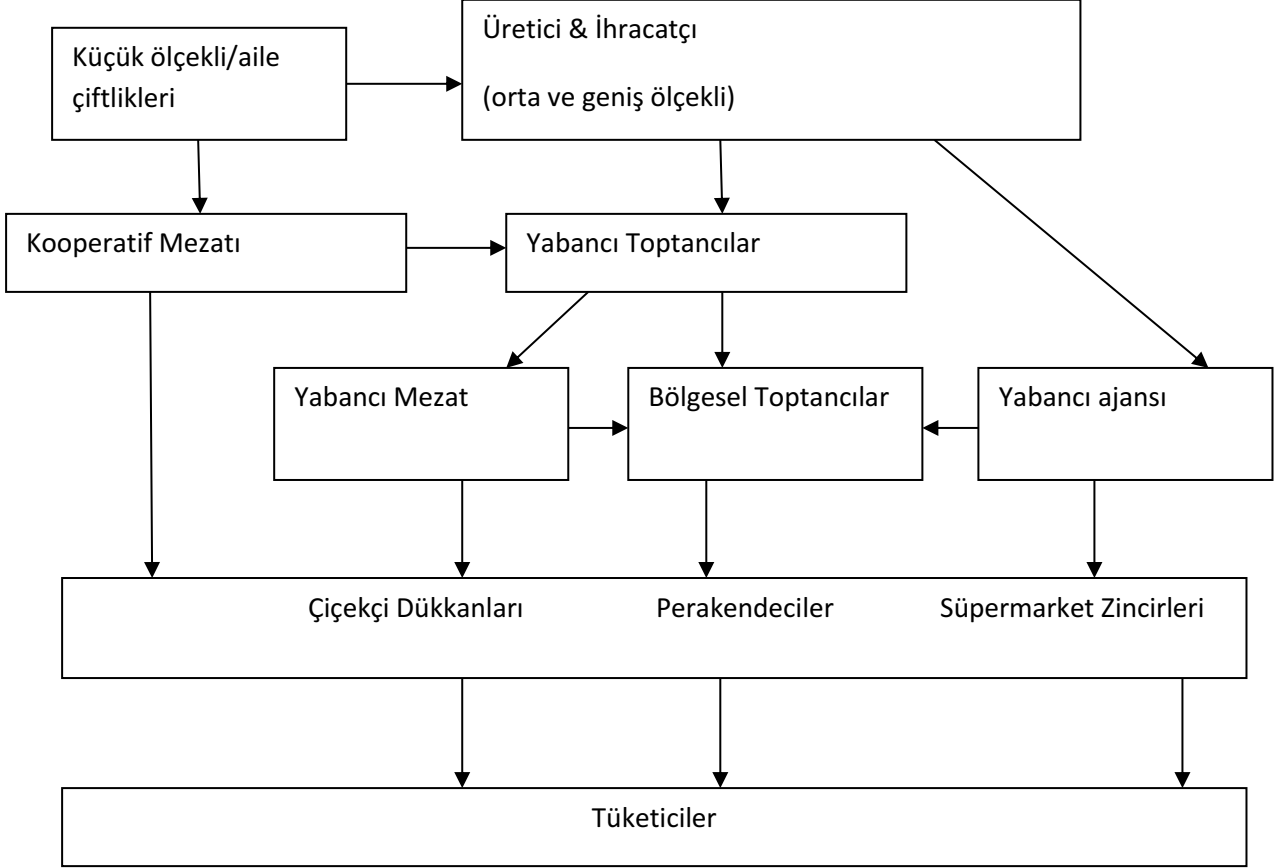 Küçük ölçekli/aile
çiftlikleri
Üretici & İhracatçı
(orta ve geniş ölçekli)
Kooperatif Mezatı
Yabancı Toptancılar
Yabancı Mezat
Bölgesel Toptancılar
Yabancı ajansı
Çiçekçi Dükkanları Perakendeciler Süpermarket Zincirleri
Tüketiciler